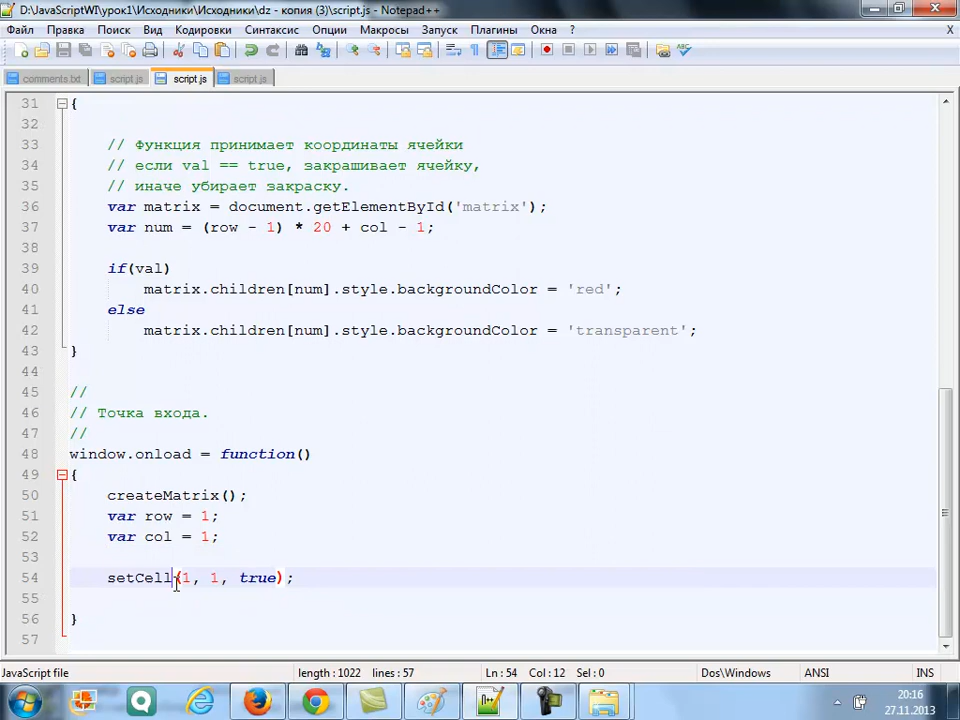 D:\JavaScriptWI\урок1\Исходники\Исходники\dz - копия (3)\script.js - Notepad++
Файл Правка Поиск Вид Кодировки Синтаксис Опции Макросы Запуск Плагины Окна ? X
comments.txt script.js script.js script.js
31 {
32
33 // Функция принимает координаты ячейки
34 // если val == true, закрашивает ячейку,
35 // иначе убирает закраску.
36 var matrix = document.getElementById('matrix');
37 var num = (row - 1) * 20 + col - 1;
38
39 if(val)
40 matrix.children[num].style.backgroundColor = 'red';
41 else
42 matrix.children[num].style.backgroundColor = 'transparent';
43 }
44
45 //
46 // Точка входа.
47 //
48 window.onload = function()
49 {
50 createMatrix();
51 var row = 1;
52 var col = 1;
53
54 setCell(1, 1, true);
55
56 }
57
JavaScript file length : 1022 lines : 57 Ln : 54 Col : 12 Sel : 0 Dos\Windows ANSI INS
20:16
27.11.2013